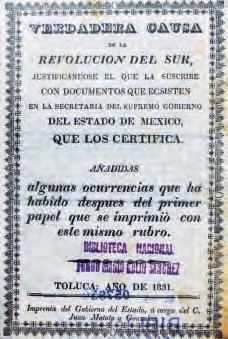 VERDADERA CAUSA
DE LA
REVOLUCION DEL SUR,
JUSTIFICANDOSE EL QUE LA SUSCRIBE
CON DOCUMENTOS QUE ECSISTEN
EN LA SECRETARIA DEL SUPREMO GOBIERNO
DEL ESTADO DE MEXICO,
QUE LOS CERTIFICA.
AÑADIDAS
algunas ocurrencias que ha
habido despues del primer
papel que se imprimió con
este mismo rubro.
BIBLIOTECA NACIONAL
TOLUCA: AÑO DE 1831.
Imprenta del Gobierno del Estado, á cargo del C.
Juan Matute y